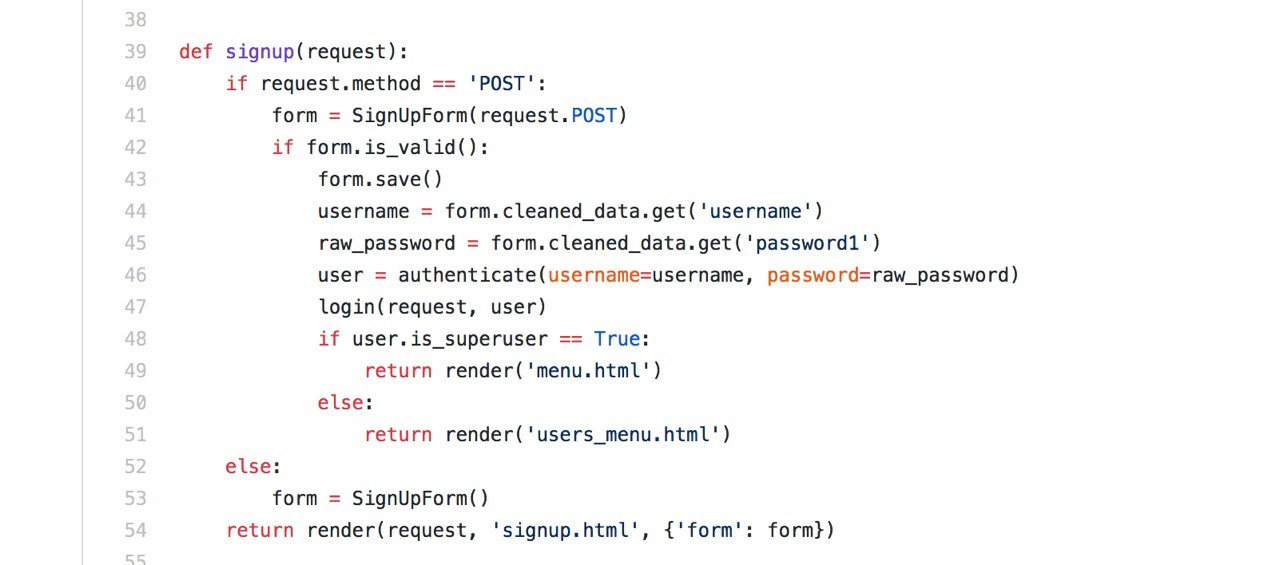 38
39 def signup(request):
40     if request.method == 'POST':
41         form = SignUpForm(request.POST)
42         if form.is_valid():
43             form.save()
44             username = form.cleaned_data.get('username')
45             raw_password = form.cleaned_data.get('password1')
46             user = authenticate(username=username, password=raw_password)
47             login(request, user)
48             if user.is_superuser == True:
49                 return render('menu.html')
50             else:
51                 return render('users_menu.html')
52     else:
53         form = SignUpForm()
54     return render(request, 'signup.html', {'form': form})
55